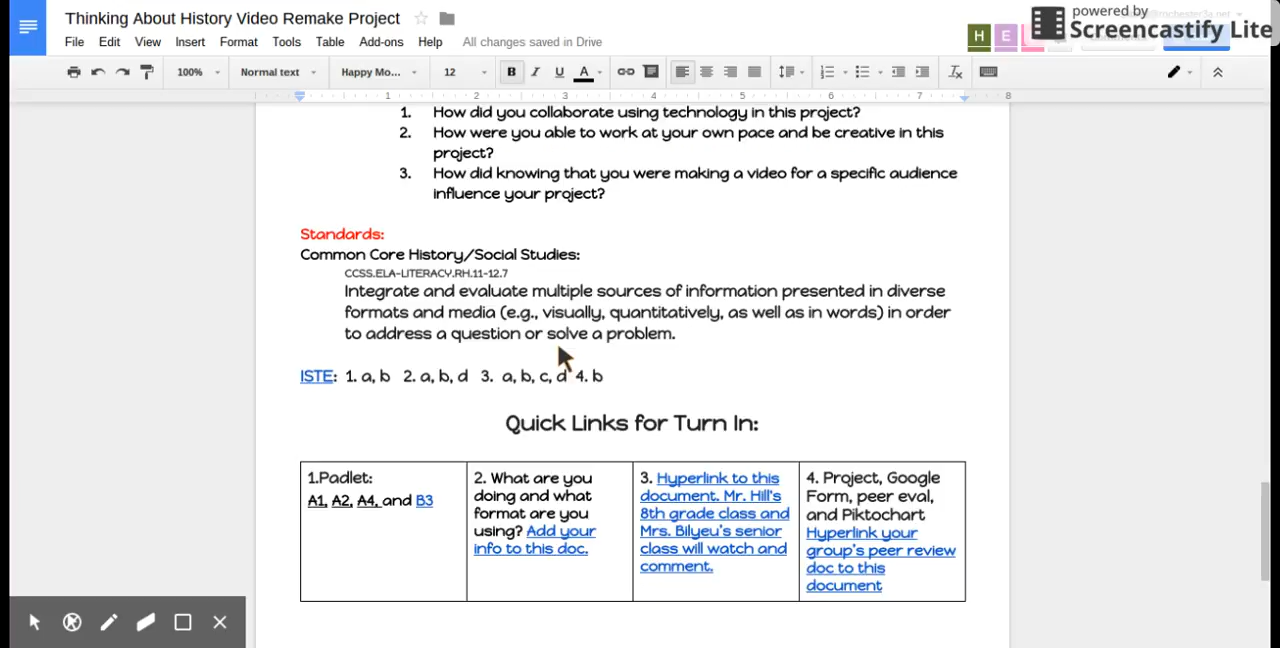 Thinking About History Video Remake Project
powered by
Screencastify Lite
File Edit View Insert Format Tools Table Add-ons Help All changes saved in Drive
H E
100% Normal text Happy Mo... 12 B I U A
1 2 3 4 5 6 7 8
1. How did you collaborate using technology in this project?
2. How were you able to work at your own pace and be creative in this
project?
3. How did knowing that you were making a video for a specific audience
influence your project?
Standards:
Common Core History/Social Studies:
CCSS.ELA-LITERACY.RH.11-12.7
Integrate and evaluate multiple sources of information presented in diverse
formats and media (e.g., visually, quantitatively, as well as in words) in order
to address a question or solve a problem.
ISTE: 1. a, b 2. a, b, d 3. a, b, c, d 4. b
Quick Links for Turn In:
1.Padlet:
A1, A2, A4, and B3
2. What are you
doing and what
format are you
using? Add your
info to this doc.
3. Hyperlink to this
document. Mr. Hill's
8th grade class and
Mrs. Bilyeu's senior
class will watch and
comment.
4. Project, Google
Form, peer eval,
and Piktochart
Hyperlink your
group's peer review
doc to this
document